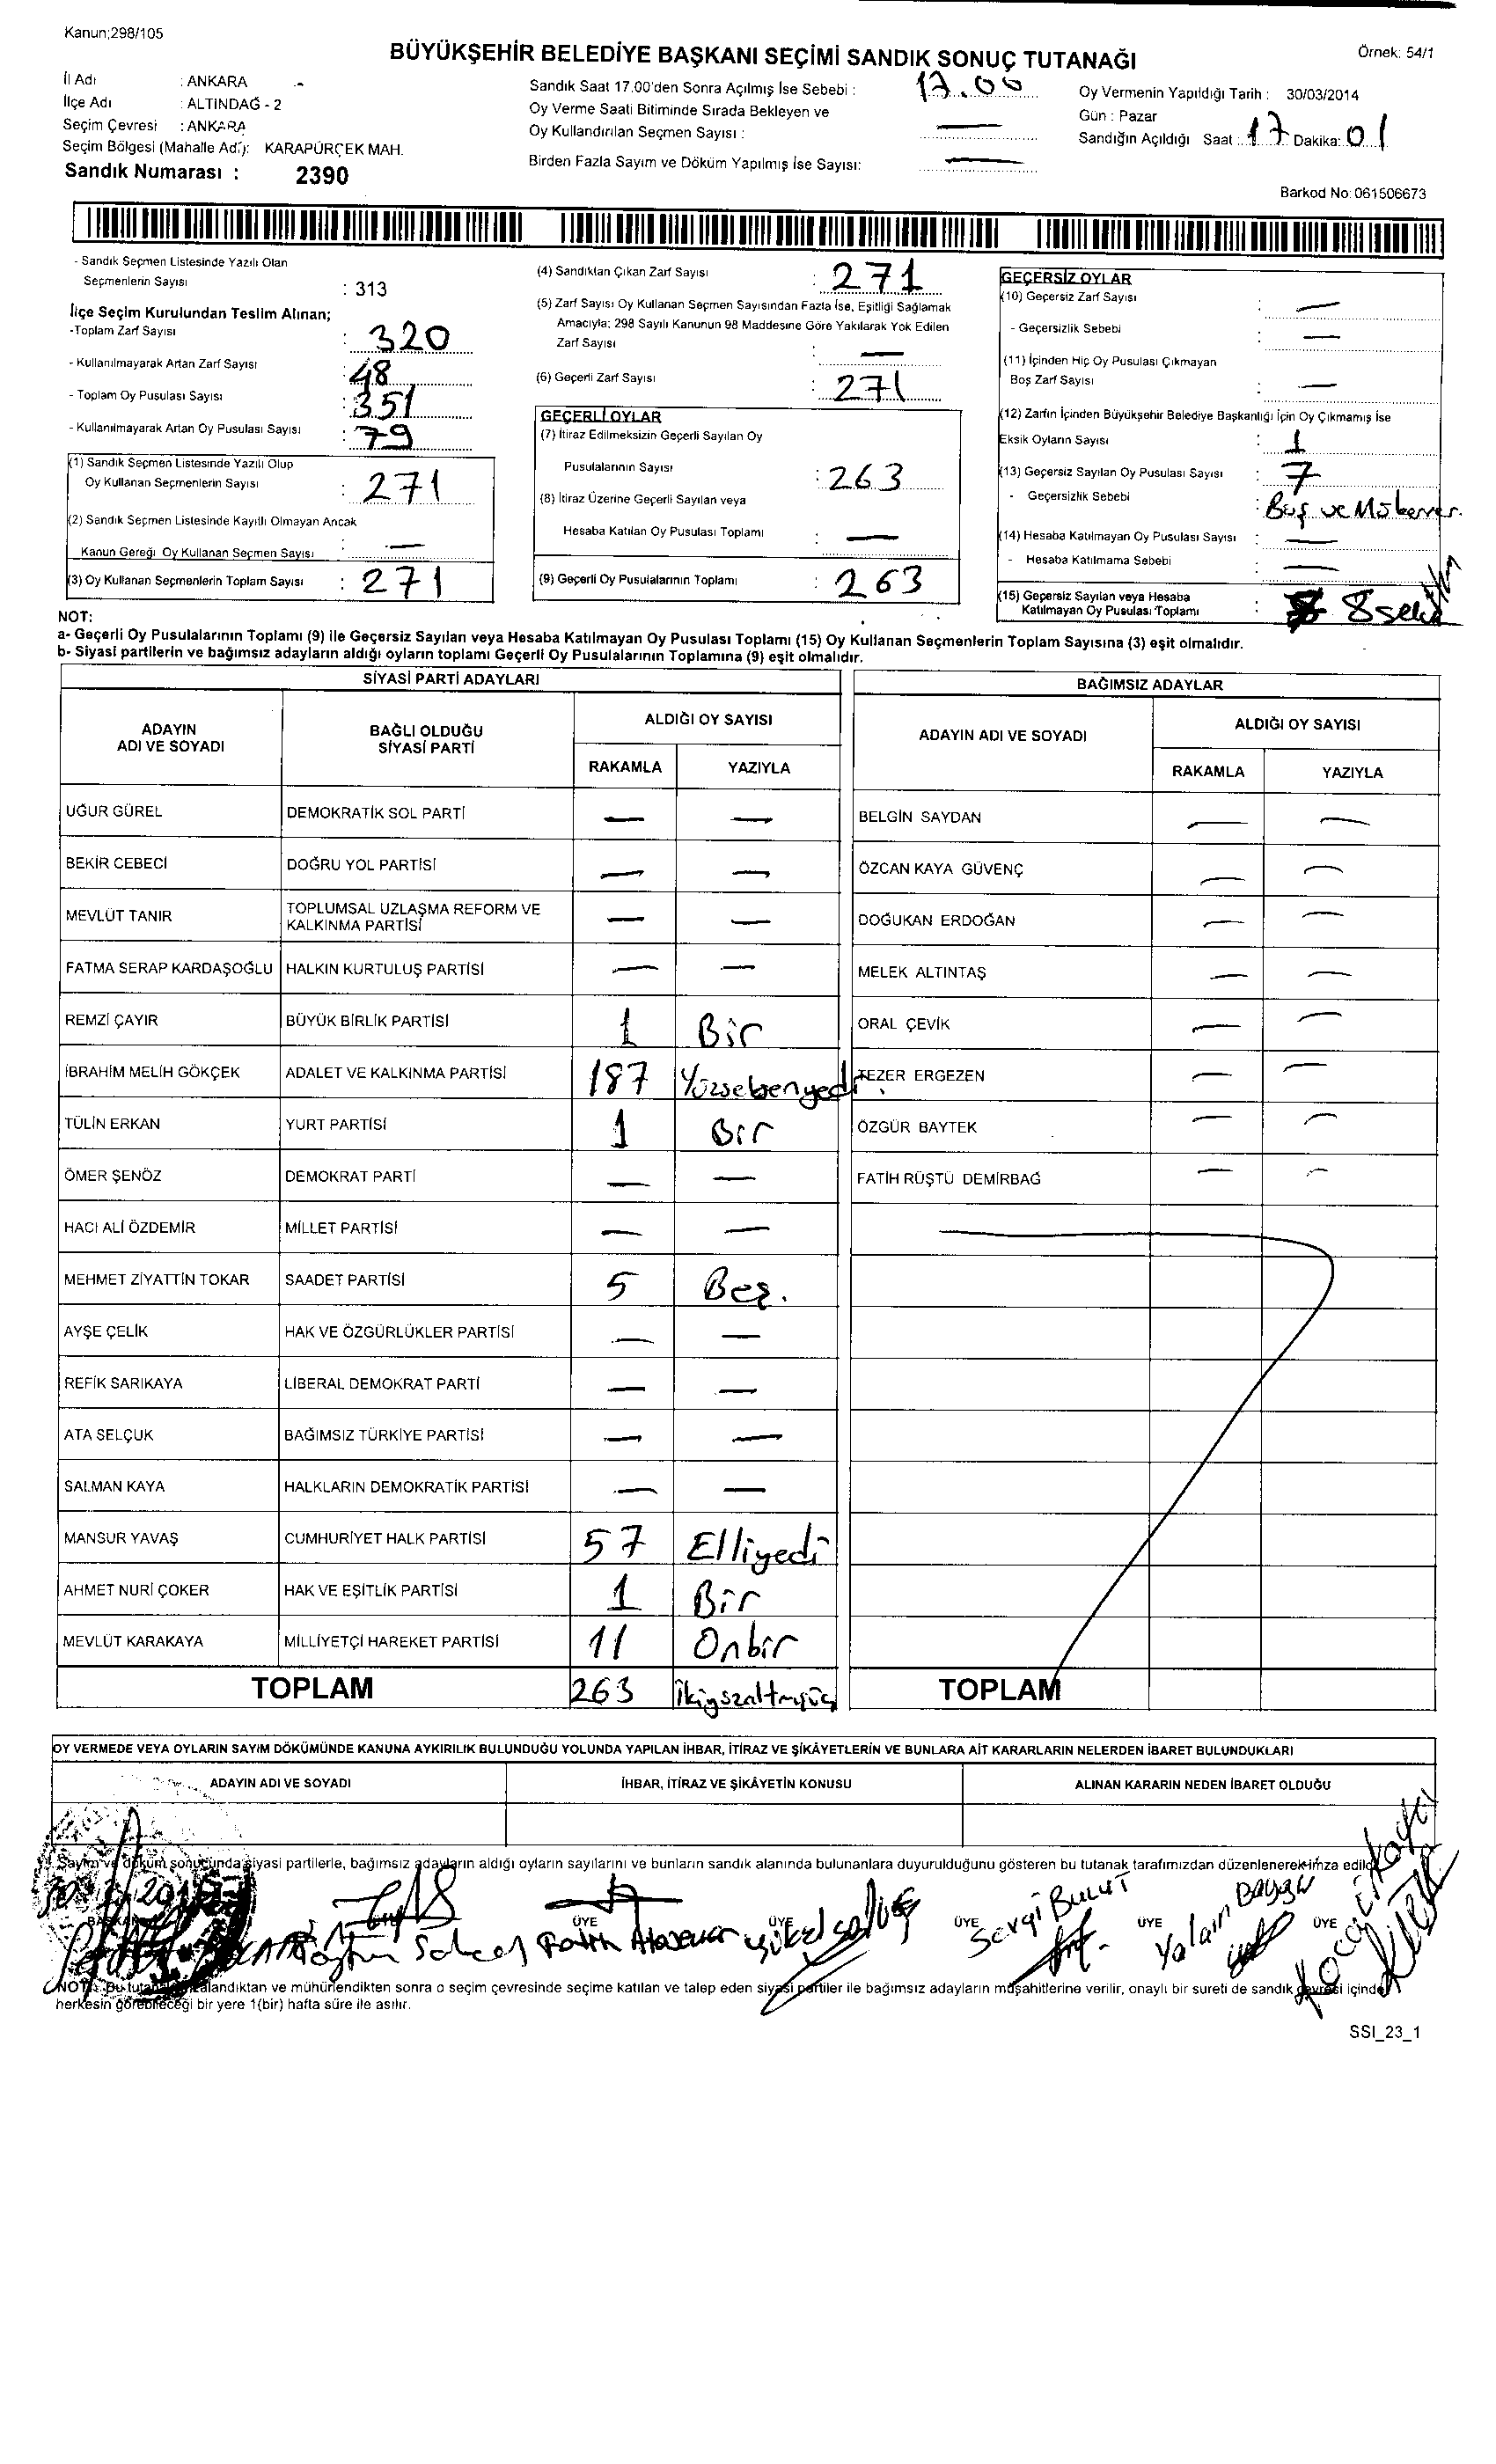 Kanun;298/105
BÜYÜKŞEHİR BELEDİYE BAŞKANI SEÇİMİ SANDIK SONUÇ TUTANAĞI
Örnek: 54/1
İl Adı : ANKARA
İlçe Adı : ALTINDAĞ - 2
Seçim Çevresi : ANKARA
Seçim Bölgesi (Mahalle Adı): KARAPÜRÇEK MAH.
Sandık Numarası : 2390
Sandık Saat 17.00'den Sonra Açılmış İse Sebebi : 17.00
Oy Verme Saati Bitiminde Sırada Bekleyen ve
Oy Kullandırılan Seçmen Sayısı : —
Birden Fazla Sayım ve Döküm Yapılmış İse Sayısı: —
Oy Vermenin Yapıldığı Tarih : 30/03/2014
Gün : Pazar
Sandığın Açıldığı Saat : 17 Dakika: 01
Barkod No: 061506673
- Sandık Seçmen Listesinde Yazılı Olan
Seçmenlerin Sayısı : 313
İlçe Seçim Kurulundan Teslim Alınan;
-Toplam Zarf Sayısı : 320
- Kullanılmayarak Artan Zarf Sayısı : 48
- Toplam Oy Pusulası Sayısı : 351
- Kullanılmayarak Artan Oy Pusulası Sayısı : 79
(1) Sandık Seçmen Listesinde Yazılı Olup
Oy Kullanan Seçmenlerin Sayısı : 271
(2) Sandık Seçmen Listesinde Kayıtlı Olmayan Ancak
Kanun Gereği Oy Kullanan Seçmen Sayısı : —
(3) Oy Kullanan Seçmenlerin Toplam Sayısı : 271
(4) Sandıktan Çıkan Zarf Sayısı : 271
(5) Zarf Sayısı Oy Kullanan Seçmen Sayısından Fazla İse, Eşitliği Sağlamak
Amacıyla; 298 Sayılı Kanunun 98 Maddesine Göre Yakılarak Yok Edilen
Zarf Sayısı : —
(6) Geçerli Zarf Sayısı : 271
GEÇERLİ OYLAR
(7) İtiraz Edilmeksizin Geçerli Sayılan Oy
Pusulalarının Sayısı : 263
(8) İtiraz Üzerine Geçerli Sayılan veya
Hesaba Katılan Oy Pusulası Toplamı : —
(9) Geçerli Oy Pusulalarının Toplamı : 263
GEÇERSİZ OYLAR
(10) Geçersiz Zarf Sayısı : —
- Geçersizlik Sebebi : —
(11) İçinden Hiç Oy Pusulası Çıkmayan
Boş Zarf Sayısı : —
(12) Zarfın İçinden Büyükşehir Belediye Başkanlığı İçin Oy Çıkmamış İse
Eksik Oyların Sayısı : 1
(13) Geçersiz Sayılan Oy Pusulası Sayısı : 7
- Geçersizlik Sebebi : Boş ve
(14) Hesaba Katılmayan Oy Pusulası Sayısı : —
- Hesaba Katılmama Sebebi : —
(15) Geçersiz Sayılan veya Hesaba
Katılmayan Oy Pusulası Toplamı : 8 sekiz
NOT:
a- Geçerli Oy Pusulalarının Toplamı (9) ile Geçersiz Sayılan veya Hesaba Katılmayan Oy Pusulası Toplamı (15) Oy Kullanan Seçmenlerin Toplam Sayısına (3) eşit olmalıdır.
b- Siyasi partilerin ve bağımsız adayların aldığı oyların toplamı Geçerli Oy Pusulalarının Toplamına (9) eşit olmalıdır.
SİYASİ PARTİ ADAYLARI
ADAYIN ADI VE SOYADI BAĞLI OLDUĞU SİYASİ PARTİ ALDIĞI OY SAYISI
RAKAMLA YAZIYLA
UĞUR GÜREL DEMOKRATİK SOL PARTİ — —
BEKİR CEBECİ DOĞRU YOL PARTİSİ — —
MEVLÜT TANIR TOPLUMSAL UZLAŞMA REFORM VE KALKINMA PARTİSİ — —
FATMA SERAP KARDAŞOĞLU HALKIN KURTULUŞ PARTİSİ — —
REMZİ ÇAYIR BÜYÜK BİRLİK PARTİSİ 1 Bir
İBRAHİM MELİH GÖKÇEK ADALET VE KALKINMA PARTİSİ 187 Yüzseksenyedi
TÜLİN ERKAN YURT PARTİSİ 1 Bir
ÖMER ŞENÖZ DEMOKRAT PARTİ — —
HACI ALİ ÖZDEMİR MİLLET PARTİSİ — —
MEHMET ZİYATTİN TOKAR SAADET PARTİSİ 5 Beş.
AYŞE ÇELİK HAK VE ÖZGÜRLÜKLER PARTİSİ — —
REFİK SARIKAYA LİBERAL DEMOKRAT PARTİ — —
ATA SELÇUK BAĞIMSIZ TÜRKİYE PARTİSİ — —
SALMAN KAYA HALKLARIN DEMOKRATİK PARTİSİ — —
MANSUR YAVAŞ CUMHURİYET HALK PARTİSİ 57 Elliyedi
AHMET NURİ ÇOKER HAK VE EŞİTLİK PARTİSİ 1 Bir
MEVLÜT KARAKAYA MİLLİYETÇİ HAREKET PARTİSİ 11 Onbir
TOPLAM 263 ikiyüzaltmışüç
BAĞIMSIZ ADAYLAR
ADAYIN ADI VE SOYADI ALDIĞI OY SAYISI
RAKAMLA YAZIYLA
BELGİN SAYDAN — —
ÖZCAN KAYA GÜVENÇ — —
DOĞUKAN ERDOĞAN — —
MELEK ALTINTAŞ — —
ORAL ÇEVİK — —
TEZER ERGEZEN — —
ÖZGÜR BAYTEK — —
FATİH RÜŞTÜ DEMİRBAĞ — —
TOPLAM
OY VERMEDE VEYA OYLARIN SAYIM DÖKÜMÜNDE KANUNA AYKIRILIK BULUNDUĞU YOLUNDA YAPILAN İHBAR, İTİRAZ VE ŞİKÂYETLERİN VE BUNLARA AİT KARARLARIN NELERDEN İBARET BULUNDUKLARI
ADAYIN ADI VE SOYADI İHBAR, İTİRAZ VE ŞİKÂYETİN KONUSU ALINAN KARARIN NEDEN İBARET OLDUĞU
Sayım ve döküm sonucunda siyasi partilerle, bağımsız adayların aldığı oyların sayılarını ve bunların sandık alanında bulunanlara duyurulduğunu gösteren bu tutanak tarafımızdan düzenlenerek imza edildi
BAŞKAN ÜYE ÜYE ÜYE ÜYE ÜYE
Fatih Atasever Sevgi Bulut Yalçın
NOT: Bu tutanak landıktan ve mühürlendikten sonra o seçim çevresinde seçime katılan ve talep eden siyasi partiler ile bağımsız adayların müşahitlerine verilir, onaylı bir sureti de sandık çevresi içinde
herkesin görebileceği bir yere 1(bir) hafta süre ile asılır.
SSI_23_1